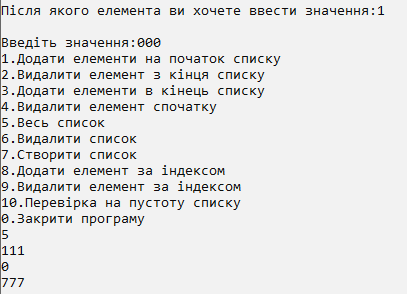 Після якого елемента ви хочете ввести значення:1
Введіть значення:000
1.Додати елементи на початок списку
2.Видалити елемент з кінця списку
3.Додати елементи в кінець списку
4.Видалити елемент спочатку
5.Весь список
6.Видалити список
7.Створити список
8.Додати елемент за індексом
9.Видалити елемент за індексом
10.Перевірка на пустоту списку
0.Закрити програму
5
111
0
777